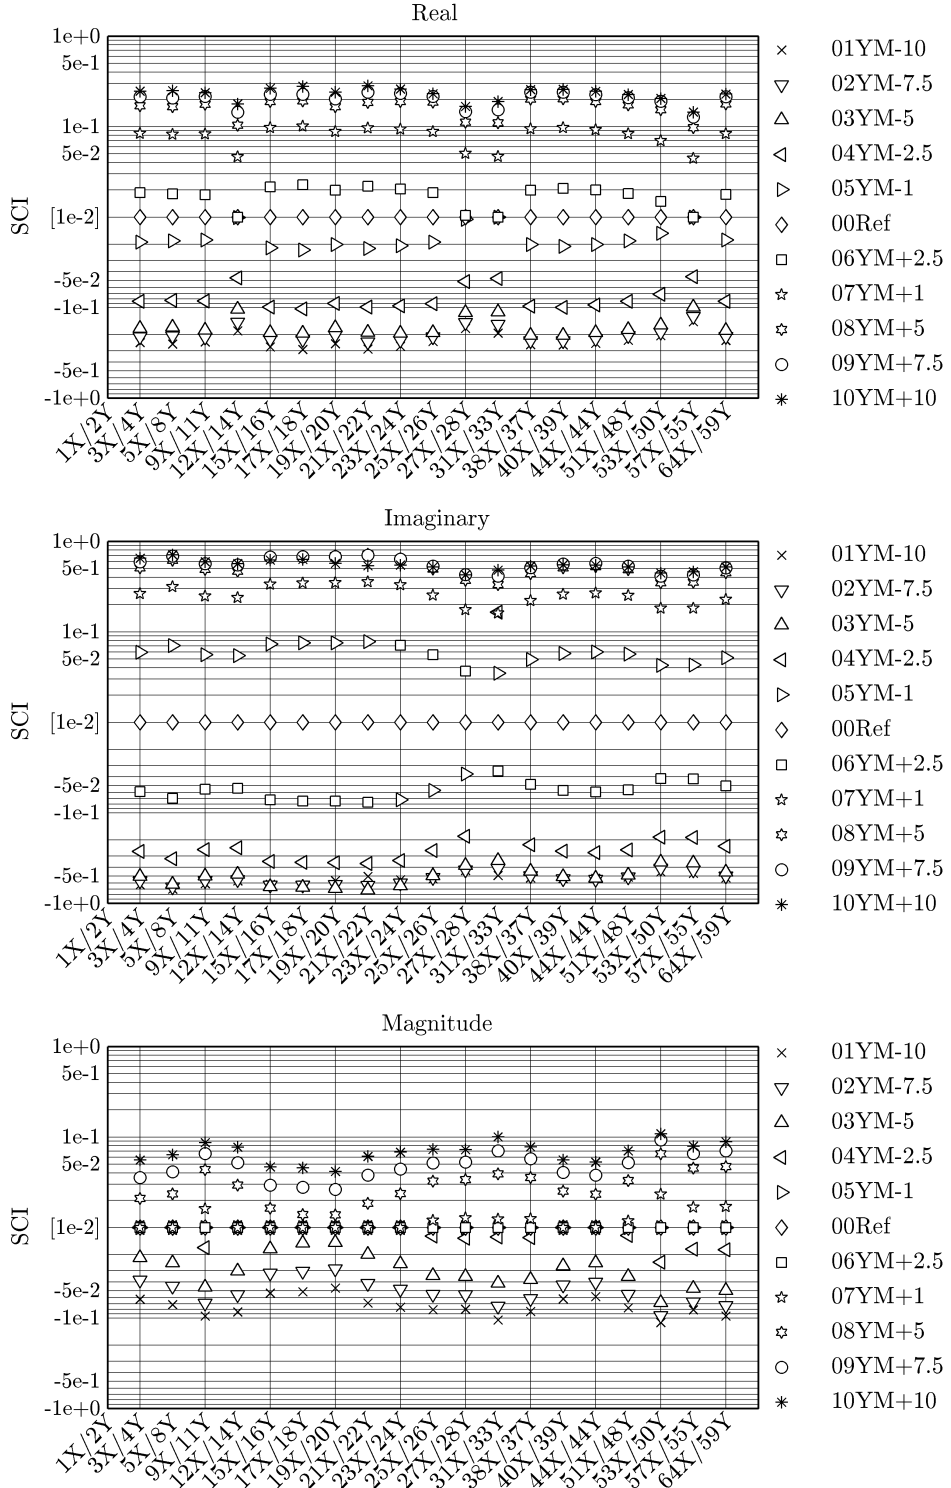 Real
1e+0
5e-1
1e-1
5e-2
[1e-2]
-5e-2
-1e-1
-5e-1
-1e+0
SCI
1X/2Y
3X/4Y
5X/8Y
9X/11Y
12X/14Y
15X/16Y
17X/18Y
19X/20Y
21X/22Y
23X/24Y
25X/26Y
27X/28Y
31X/33Y
38X/37Y
40X/39Y
44X/44Y
51X/48Y
53X/50Y
57X/55Y
64X/59Y
01YM-10
02YM-7.5
03YM-5
04YM-2.5
05YM-1
00Ref
06YM+2.5
07YM+1
08YM+5
09YM+7.5
10YM+10
Imaginary
1e+0
5e-1
1e-1
5e-2
[1e-2]
-5e-2
-1e-1
-5e-1
-1e+0
SCI
1X/2Y
3X/4Y
5X/8Y
9X/11Y
12X/14Y
15X/16Y
17X/18Y
19X/20Y
21X/22Y
23X/24Y
25X/26Y
27X/28Y
31X/33Y
38X/37Y
40X/39Y
44X/44Y
51X/48Y
53X/50Y
57X/55Y
64X/59Y
01YM-10
02YM-7.5
03YM-5
04YM-2.5
05YM-1
00Ref
06YM+2.5
07YM+1
08YM+5
09YM+7.5
10YM+10
Magnitude
1e+0
5e-1
1e-1
5e-2
[1e-2]
-5e-2
-1e-1
-5e-1
-1e+0
SCI
1X/2Y
3X/4Y
5X/8Y
9X/11Y
12X/14Y
15X/16Y
17X/18Y
19X/20Y
21X/22Y
23X/24Y
25X/26Y
27X/28Y
31X/33Y
38X/37Y
40X/39Y
44X/44Y
51X/48Y
53X/50Y
57X/55Y
64X/59Y
01YM-10
02YM-7.5
03YM-5
04YM-2.5
05YM-1
00Ref
06YM+2.5
07YM+1
08YM+5
09YM+7.5
10YM+10